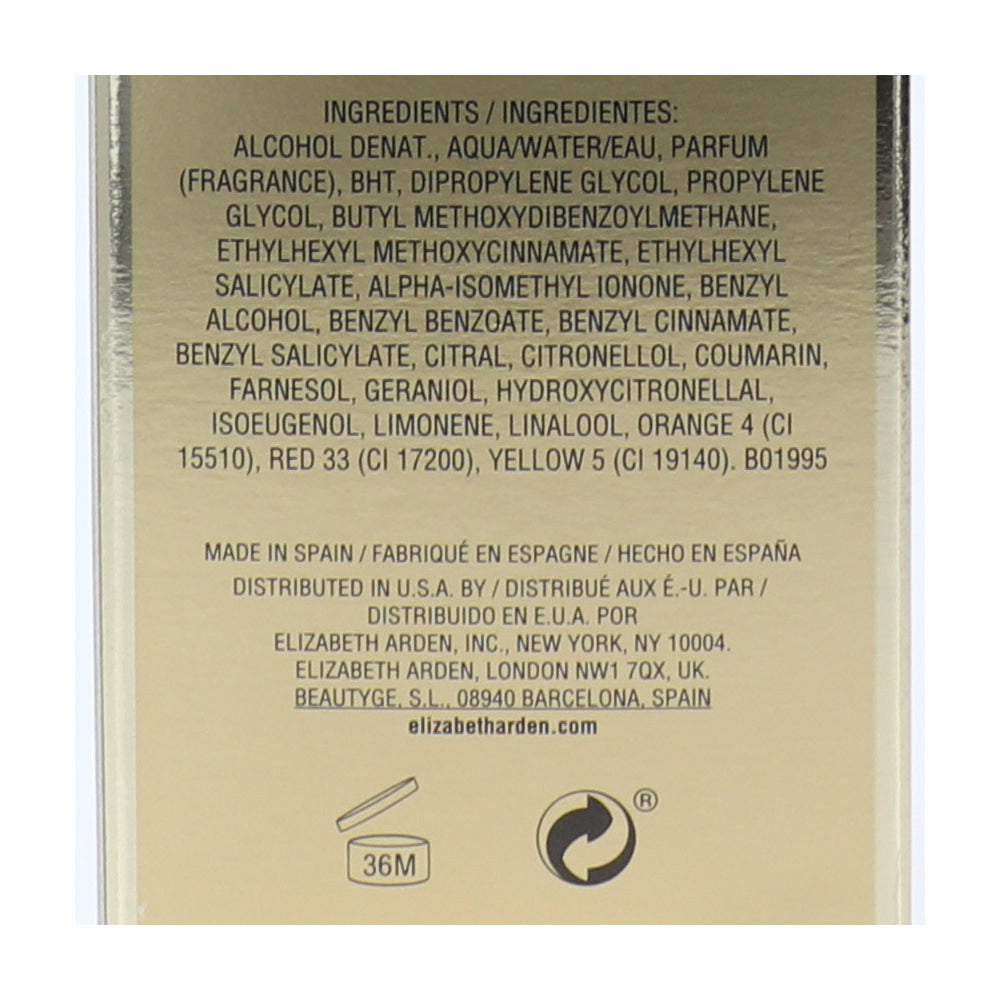 INGREDIENTS / INGREDIENTES:
ALCOHOL DENAT., AQUA/WATER/EAU, PARFUM
(FRAGRANCE), BHT, DIPROPYLENE GLYCOL, PROPYLENE
GLYCOL, BUTYL METHOXYDIBENZOYLMETHANE,
ETHYLHEXYL METHOXYCINNAMATE, ETHYLHEXYL
SALICYLATE, ALPHA-ISOMETHYL IONONE, BENZYL
ALCOHOL, BENZYL BENZOATE, BENZYL CINNAMATE,
BENZYL SALICYLATE, CITRAL, CITRONELLOL, COUMARIN,
FARNESOL, GERANIOL, HYDROXYCITRONELLAL,
ISOEUGENOL, LIMONENE, LINALOOL, ORANGE 4 (CI
15510), RED 33 (CI 17200), YELLOW 5 (CI 19140). B01995
MADE IN SPAIN / FABRIQUÉ EN ESPAGNE / HECHO EN ESPAÑA
DISTRIBUTED IN U.S.A. BY / DISTRIBUÉ AUX É.-U. PAR /
DISTRIBUIDO EN E.U.A. POR
ELIZABETH ARDEN, INC., NEW YORK, NY 10004.
ELIZABETH ARDEN, LONDON NW1 7QX, UK.
BEAUTYGE, S.L., 08940 BARCELONA, SPAIN
elizabetharden.com
36M
®